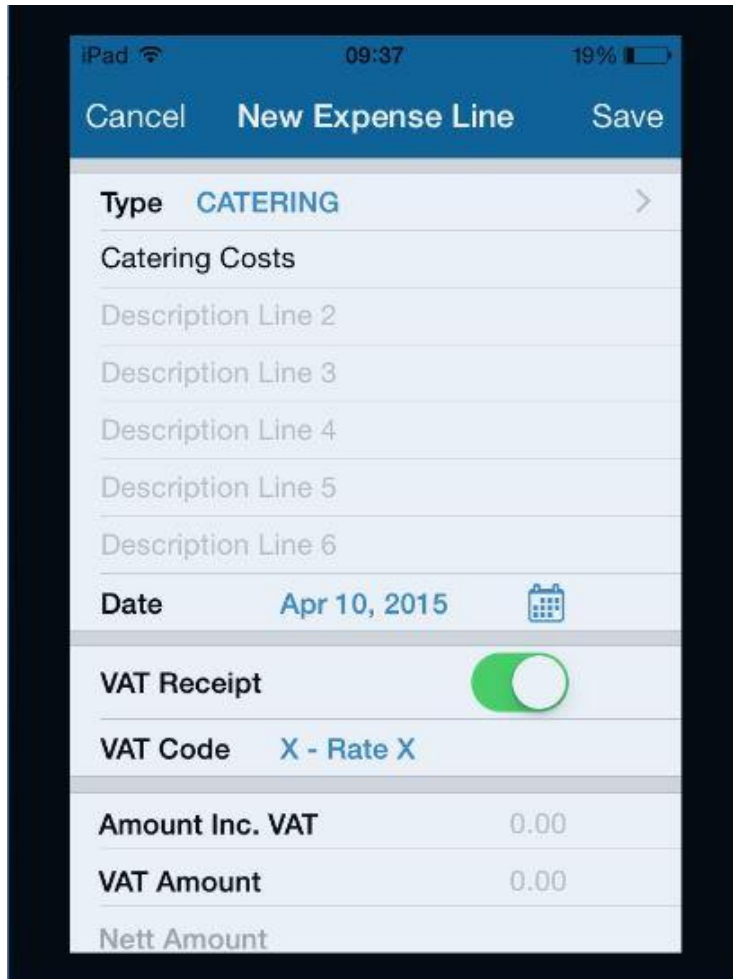 iPad 09:37 19%
Cancel New Expense Line Save
Type CATERING
Catering Costs
Description Line 2
Description Line 3
Description Line 4
Description Line 5
Description Line 6
Date Apr 10, 2015
VAT Receipt
VAT Code X - Rate X
Amount Inc. VAT 0.00
VAT Amount 0.00
Nett Amount